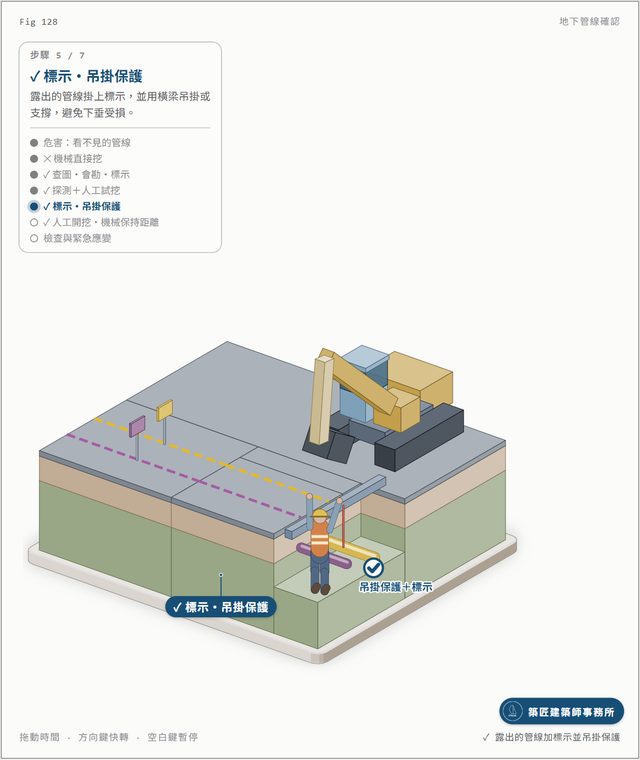 Fig 128
地下管線確認
步驟 5 / 7
✓ 標示・吊掛保護
露出的管線掛上標示，並用橫梁吊掛或
支撐，避免下垂受損。
危害：看不見的管線
✕ 機械直接挖
✓ 查圖・會勘・標示
✓ 探測＋人工試挖
✓ 標示・吊掛保護
✓ 人工開挖・機械保持距離
檢查與緊急應變
吊掛保護＋標示
✓ 標示・吊掛保護
築匠建築師事務所
拖動時間 · 方向鍵快轉 · 空白鍵暫停
✓ 露出的管線加標示並吊掛保護